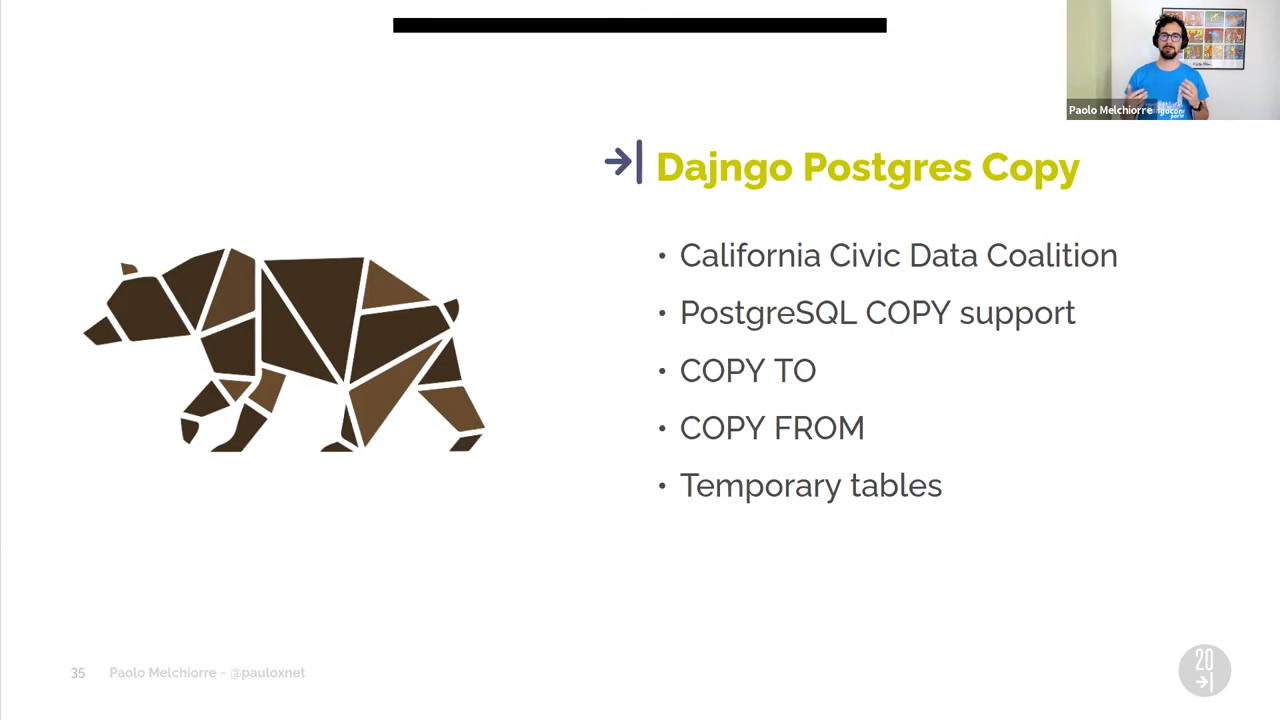 Paolo Melchiorre
Dajngo Postgres Copy
• California Civic Data Coalition
• PostgreSQL COPY support
• COPY TO
• COPY FROM
• Temporary tables
35
Paolo Melchiorre ~ @pauloxnet
20